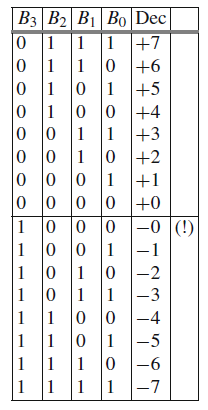 B3 B2 B1 B0 Dec
0 1 1 1 +7
0 1 1 0 +6
0 1 0 1 +5
0 1 0 0 +4
0 0 1 1 +3
0 0 1 0 +2
0 0 0 1 +1
0 0 0 0 +0
1 0 0 0 −0 (!)
1 0 0 1 −1
1 0 1 0 −2
1 0 1 1 −3
1 1 0 0 −4
1 1 0 1 −5
1 1 1 0 −6
1 1 1 1 −7